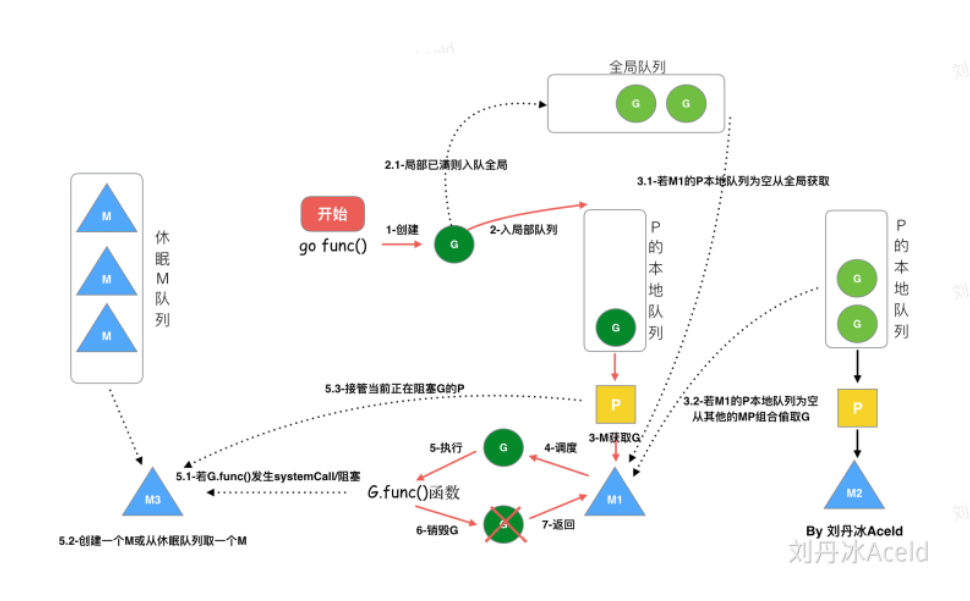 全局队列
G
G
2.1-局部已满则入队全局
3.1-若M1的P本地队列为空从全局获取
开始
go func()
1-创建
G
2-入局部队列
M
M
M
休眠M队列
G
P的本地队列
G
G
P的本地队列
5.3-接管当前正在阻塞G的P
P
3-M获取G
3.2-若M1的P本地队列为空
从其他的MP组合偷取G
P
5-执行
G
4-调度
5.1-若G.func()发生systemCall/阻塞
G.func()函数
M3
M1
M2
6-销毁G
G
7-返回
5.2-创建一个M或从休眠队列取一个M
By 刘丹冰Aceld
刘丹冰Aceld